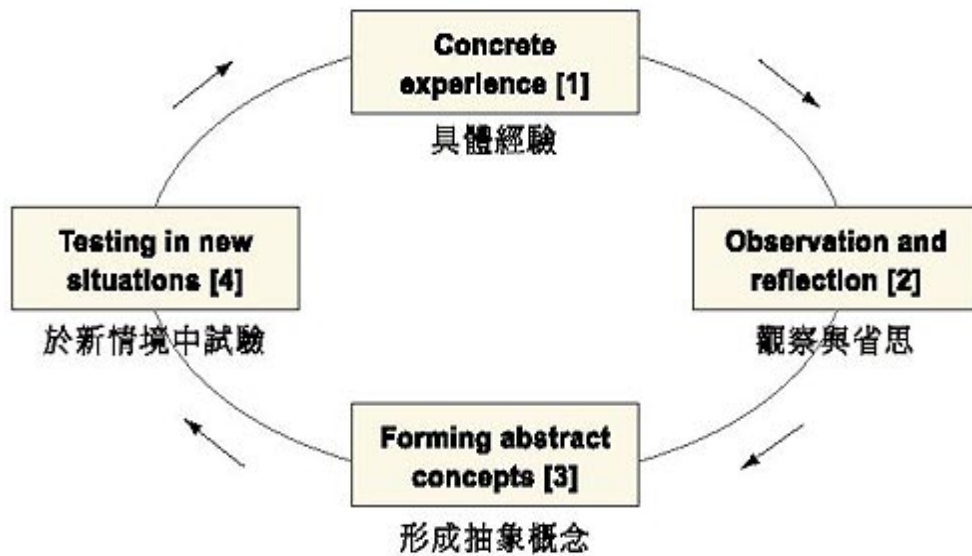 Concrete
experience [1]
具體經驗
Testing in new
situations [4]
於新情境中試驗
Observation and
reflection [2]
觀察與省思
Forming abstract
concepts [3]
形成抽象概念